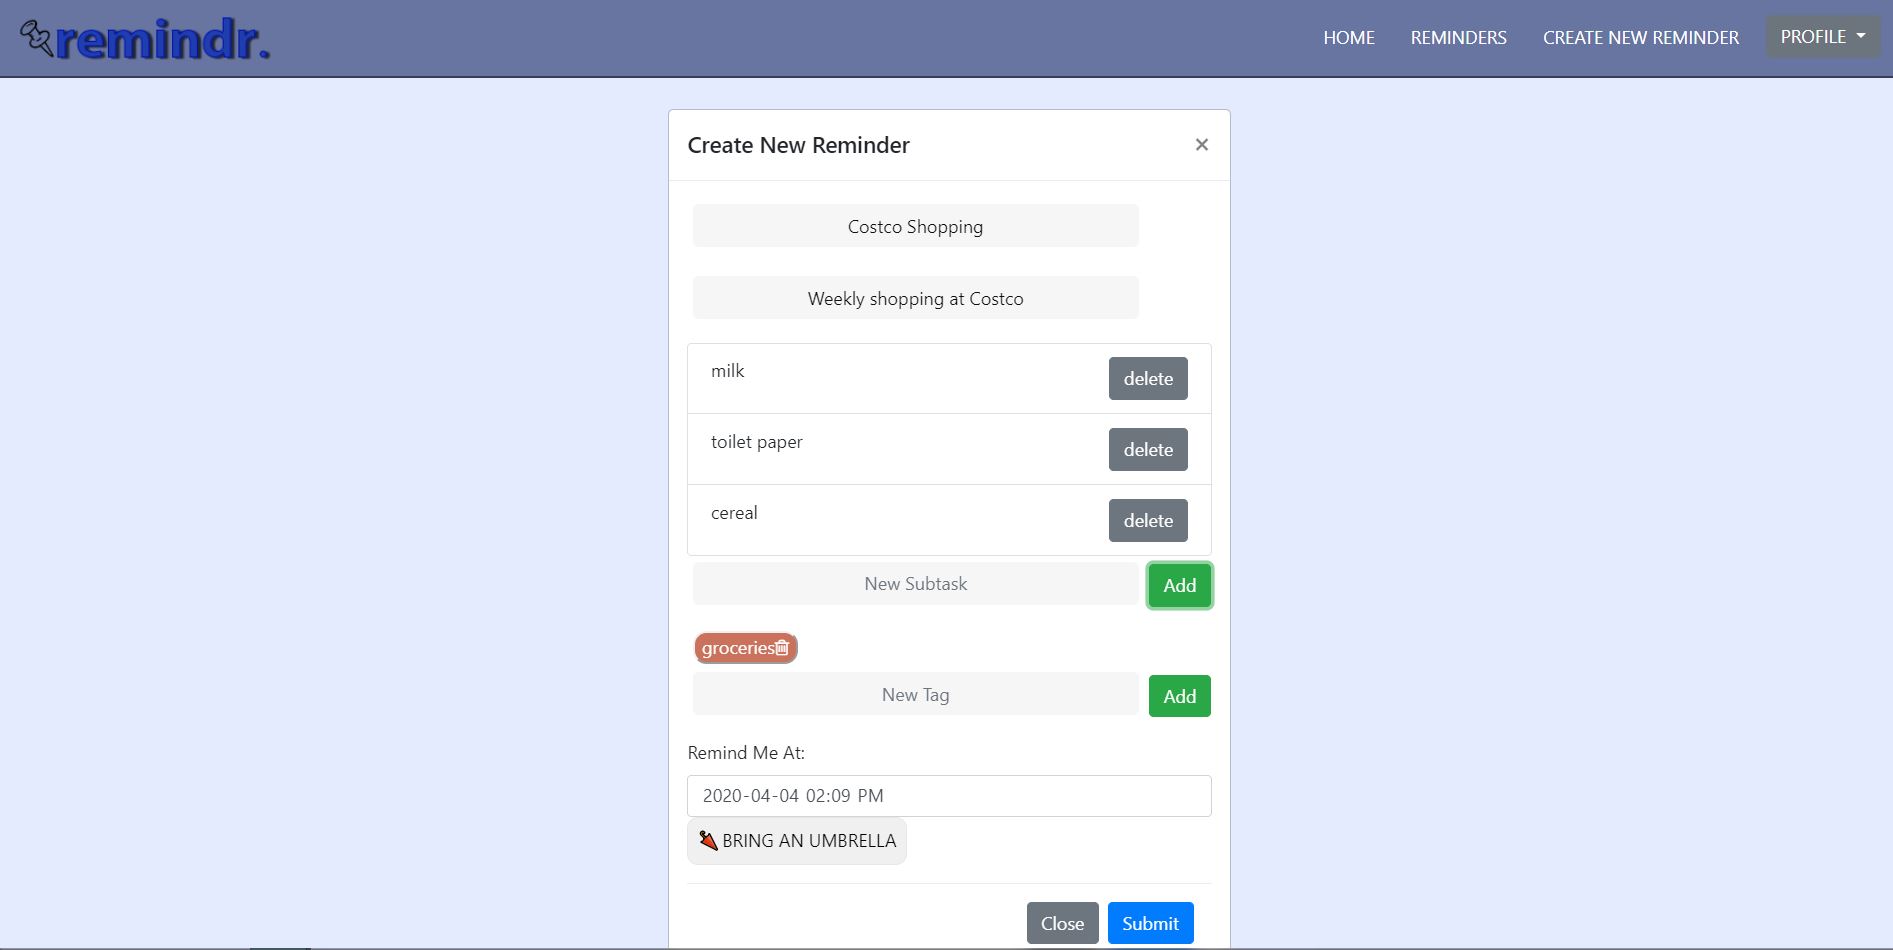 remindr.
HOME REMINDERS CREATE NEW REMINDER PROFILE
Create New Reminder ×
Costco Shopping
Weekly shopping at Costco
milk delete
toilet paper delete
cereal delete
New Subtask Add
groceries
New Tag Add
Remind Me At:
2020-04-04 02:09 PM
BRING AN UMBRELLA
Close Submit